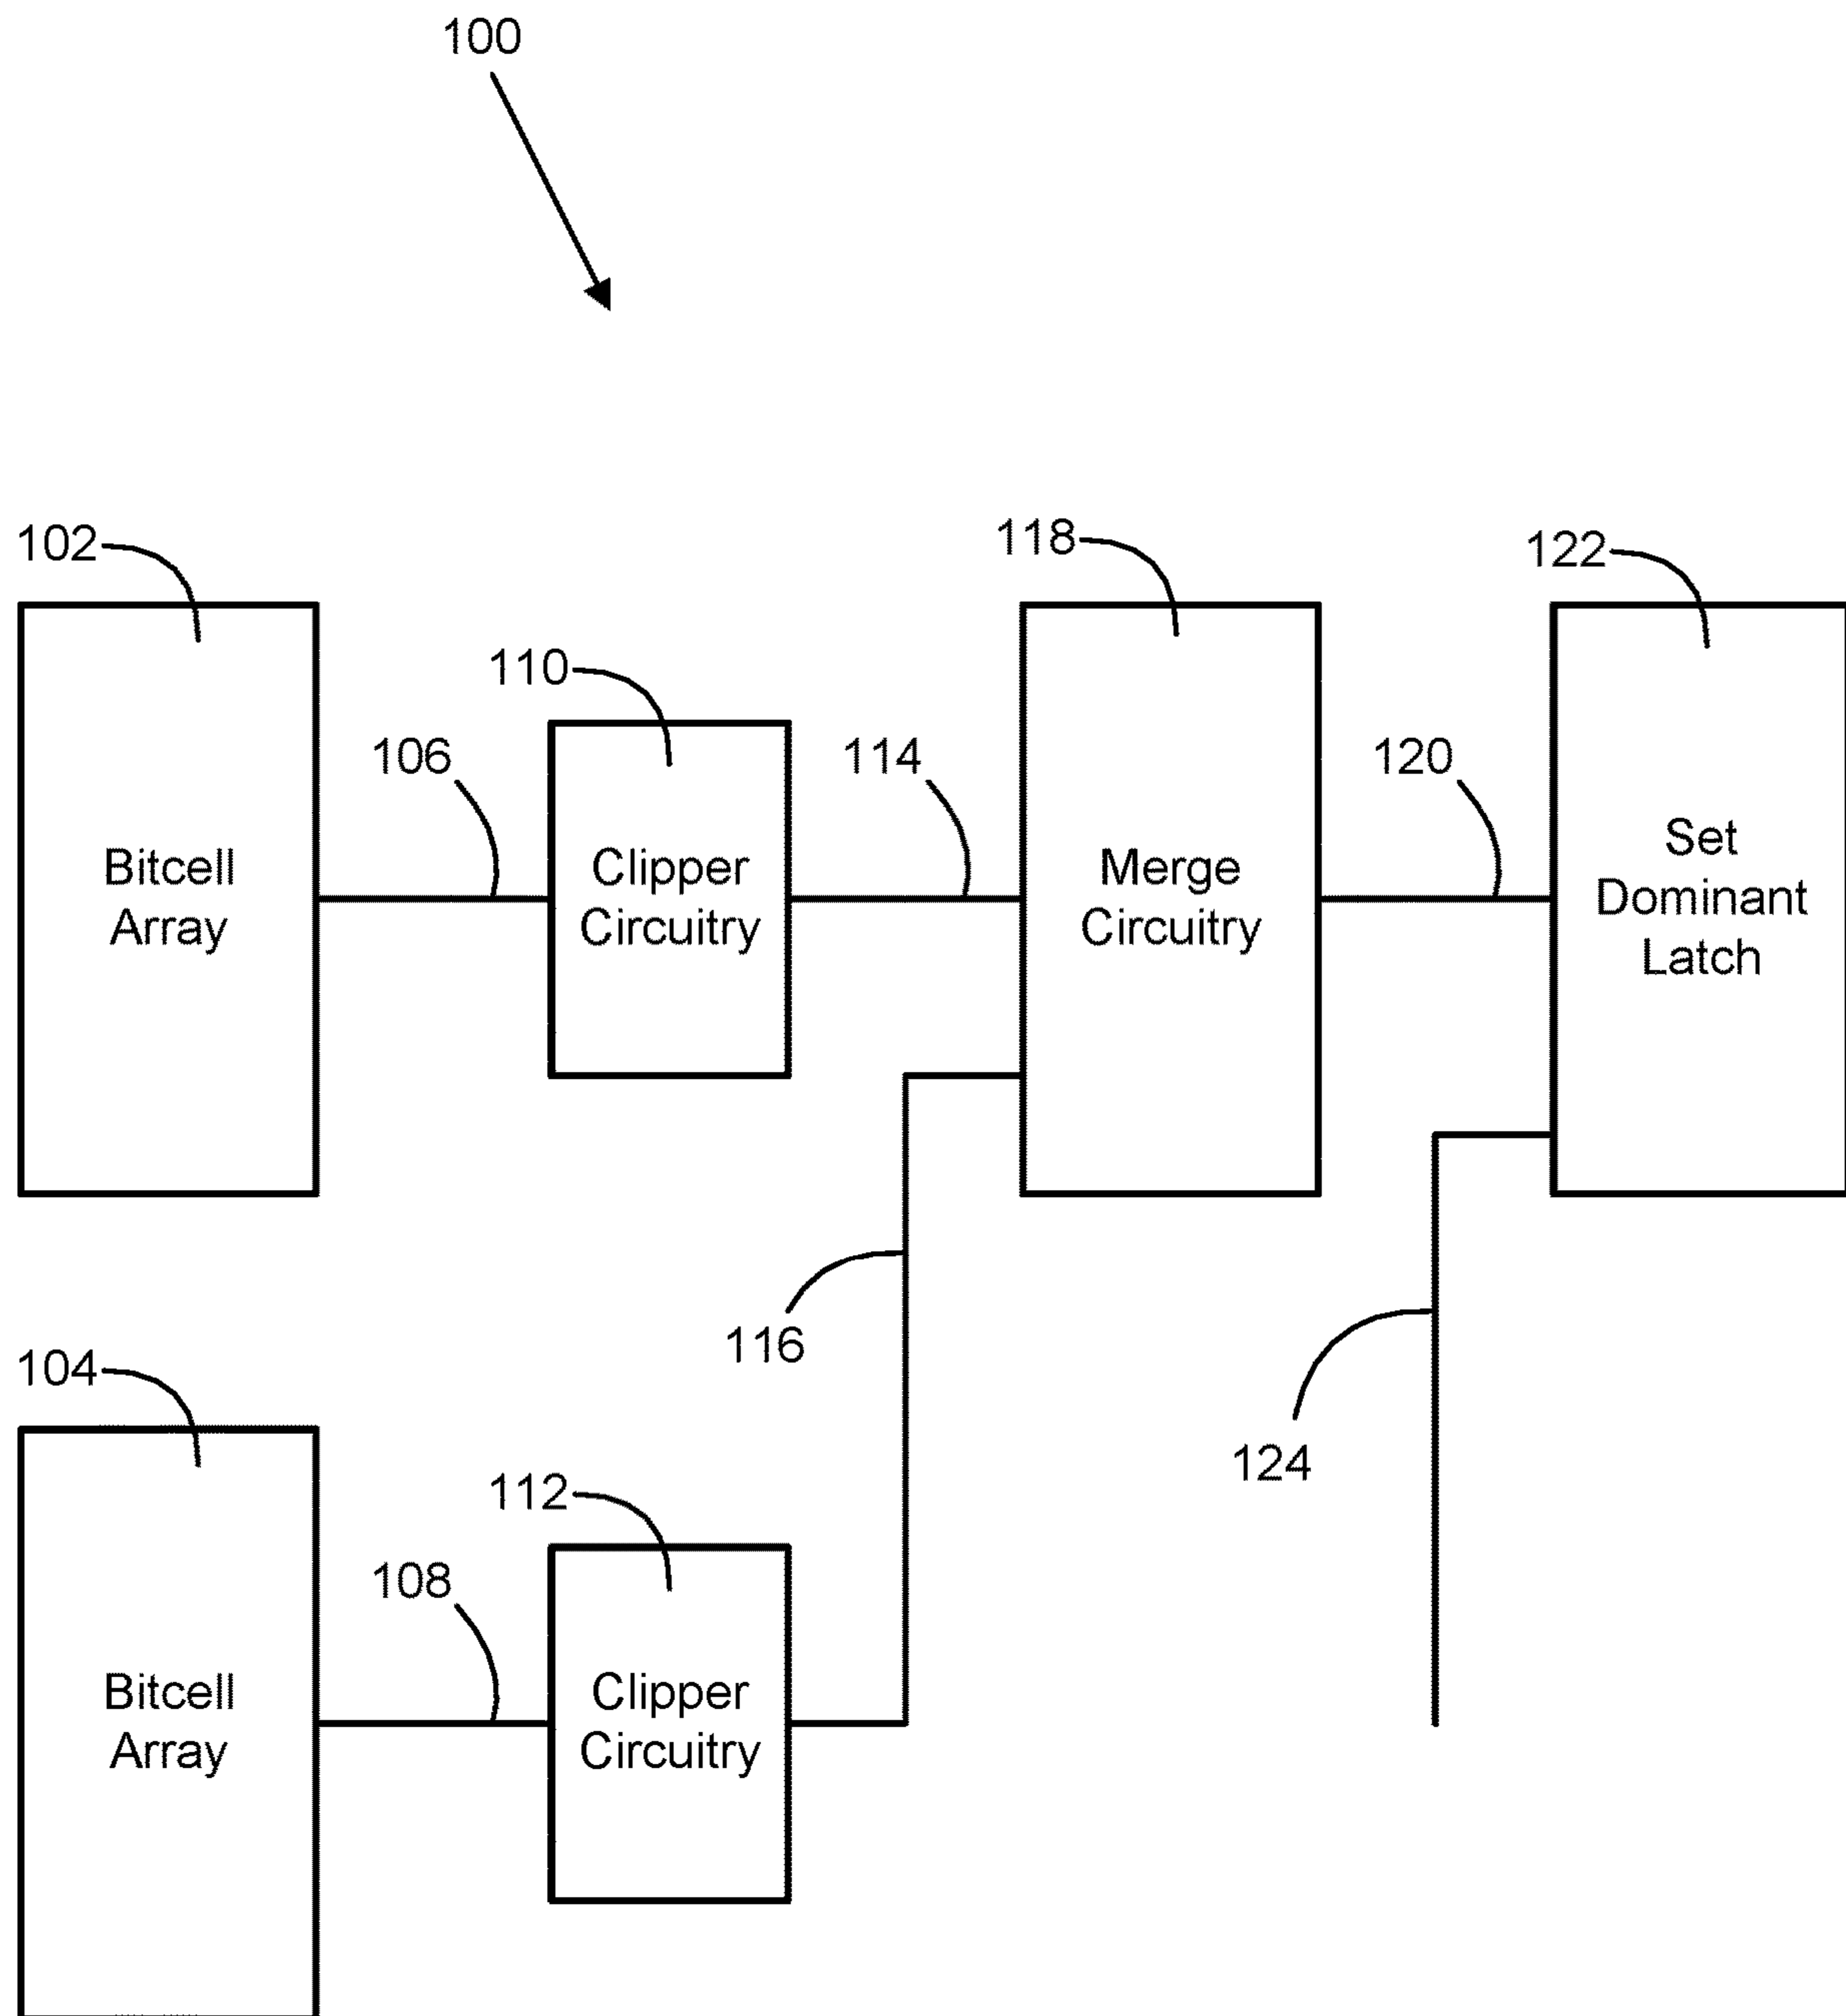 100
102
118
122
110
106
114
120
Bitcell
Array
Clipper
Circuitry
Merge
Circuitry
Set
Dominant
Latch
116
104
124
112
108
Bitcell
Array
Clipper
Circuitry